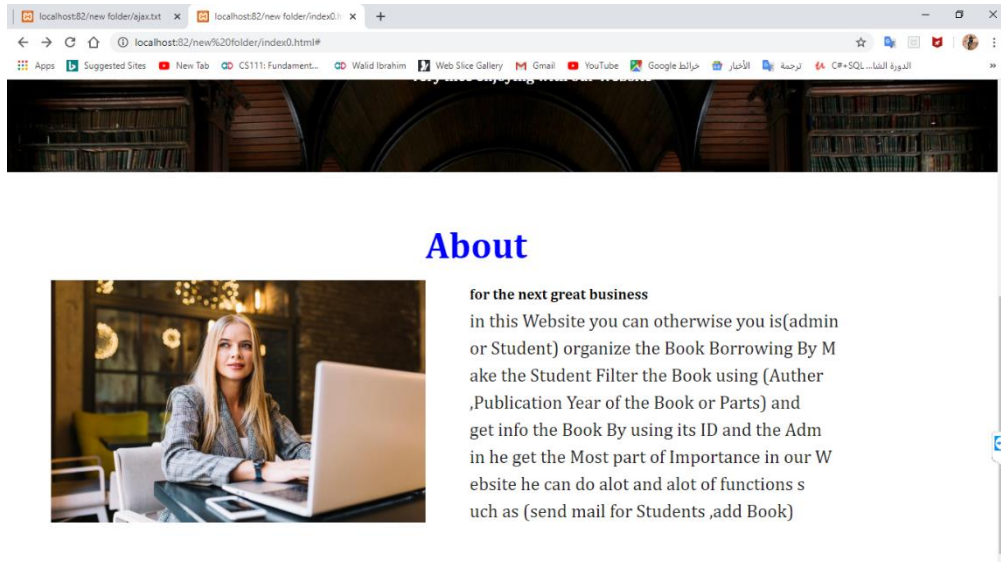 localhost:82/new folder/ajax.txt
localhost:82/new folder/index0.h
localhost:82/new%20folder/index0.html#
Apps Suggested Sites New Tab CS111: Fundament... Walid Ibrahim Web Slice Gallery Gmail YouTube Google خرائط الأخبار ترجمة C#+SQL الدورة الشا... »
About
for the next great business
in this Website you can otherwise you is(admin
or Student) organize the Book Borrowing By M
ake the Student Filter the Book using (Auther
,Publication Year of the Book or Parts) and
get info the Book By using its ID and the Adm
in he get the Most part of Importance in our W
ebsite he can do alot and alot of functions s
uch as (send mail for Students ,add Book)